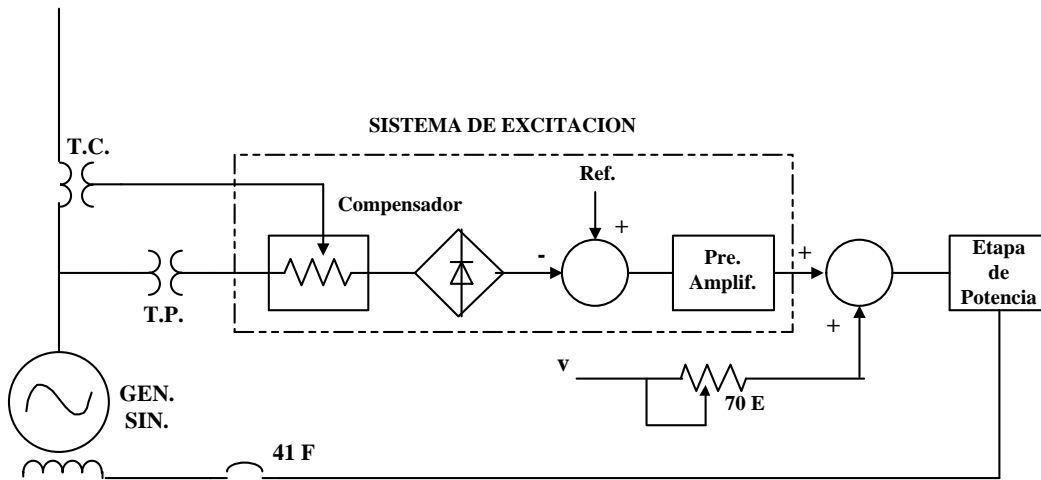 SISTEMA DE EXCITACION
T.C.
Ref.
Compensador
+
-
Pre.
Amplif.
+
Etapa
de
Potencia
T.P.
+
v
70 E
GEN.
SIN.
41 F